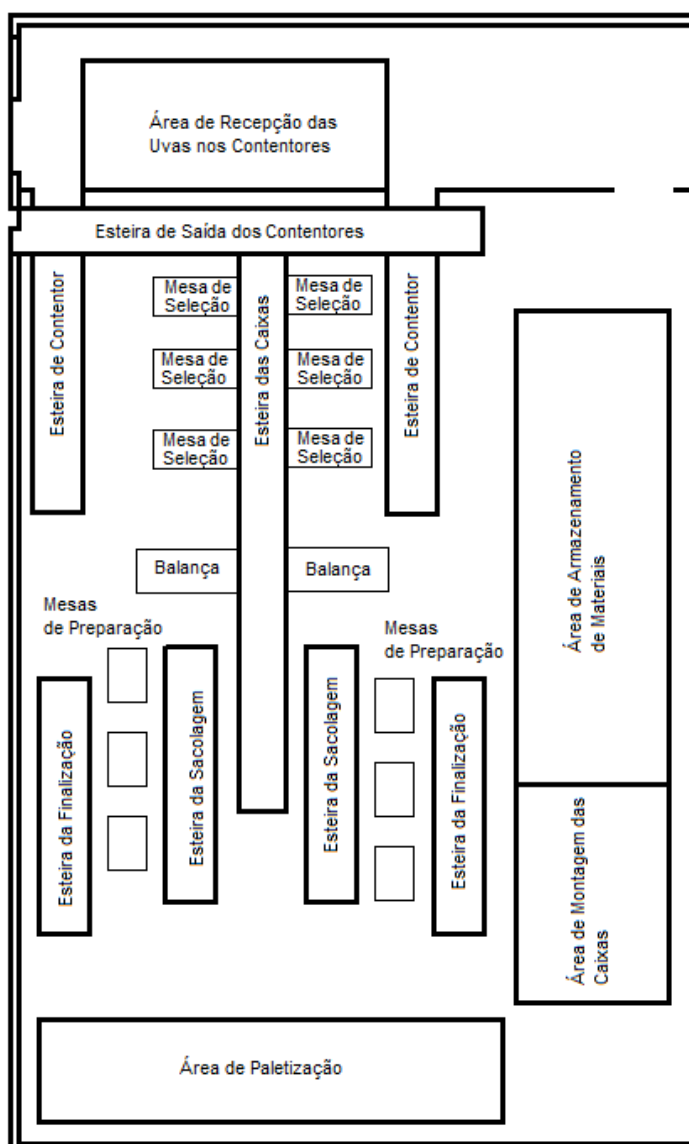 Área de Recepção das
Uvas nos Contentores
Esteira de Saída dos Contentores
Esteira de Contentor
Mesa de
Seleção
Mesa de
Seleção
Mesa de
Seleção
Esteira das Caixas
Mesa de
Seleção
Mesa de
Seleção
Mesa de
Seleção
Esteira de Contentor
Área de Armazenamento
de Materiais
Balança
Balança
Mesas
de Preparação
Mesas
de Preparação
Esteira da Finalização
Esteira da Sacolagem
Esteira da Sacolagem
Esteira da Finalização
Área de Montagem das
Caixas
Área de Paletização